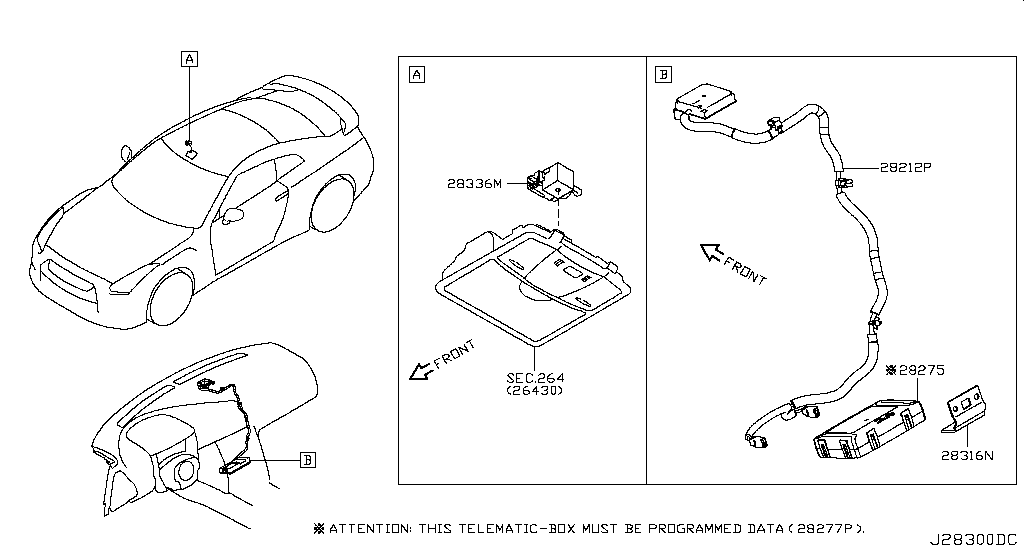 A
A
B
28336M
28212P
FRONT
FRONT
SEC.264
(26430)
※28275
28316N
B
※ATTENTION: THIS TELEMATIC-BOX MUST BE PROGRAMMED DATA (28277P).
J28300DC